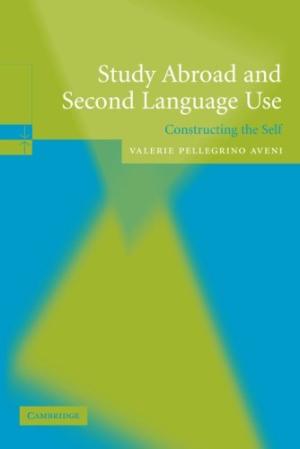 Study Abroad and
Second Language Use
Constructing the Self
VALERIE PELLEGRINO AVENI
CAMBRIDGE